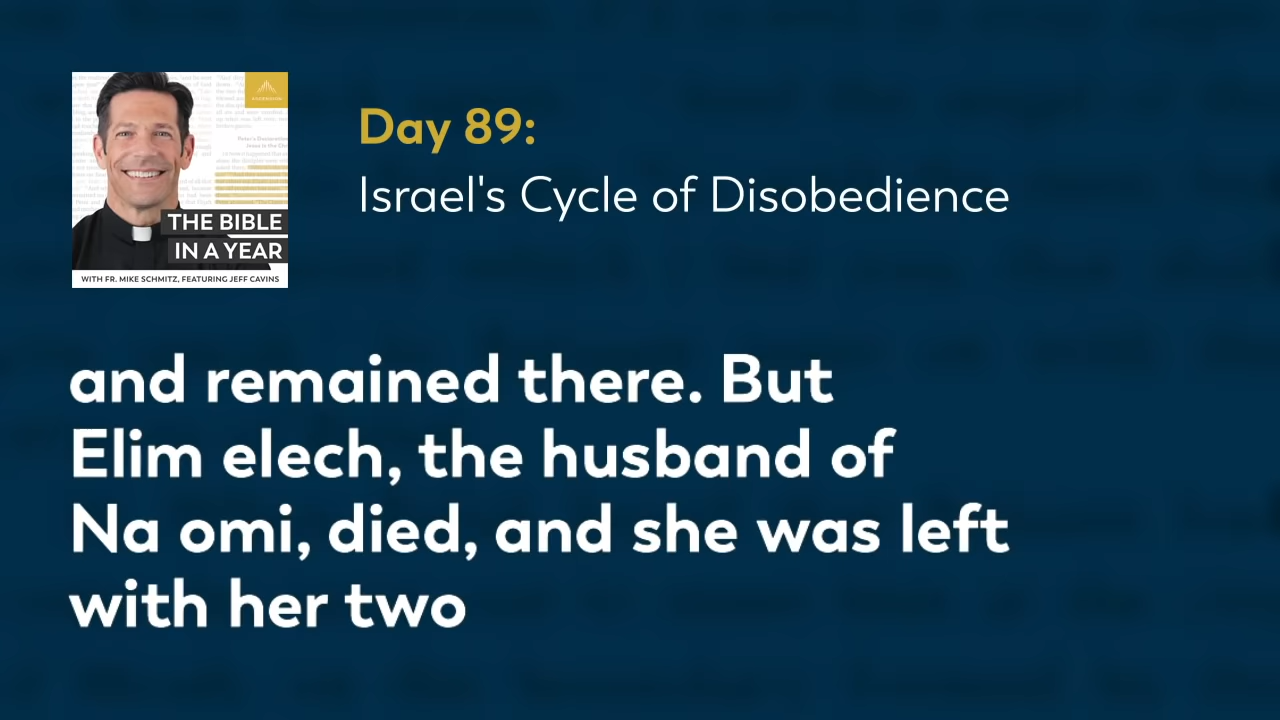 THE BIBLE
IN A YEAR
WITH FR. MIKE SCHMITZ, FEATURING JEFF CAVINS
Day 89:
Israel's Cycle of Disobedience
and remained there. But
Elim elech, the husband of
Na omi, died, and she was left
with her two